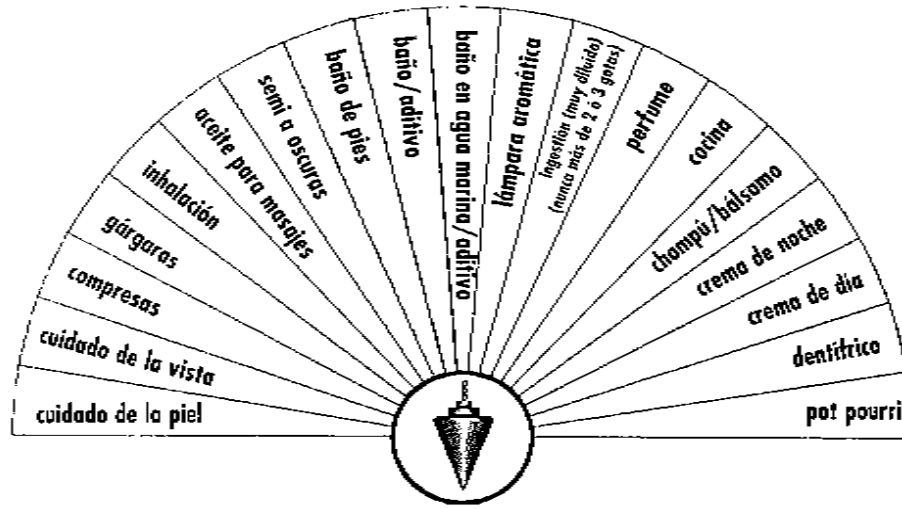 cuidado de la piel
cuidado de la vista
compresas
gárgaras
inhalación
aceite para masajes
semi a oscuras
baño de pies
baño/aditivo
baño en agua marina/aditivo
lámpara aromática
Ingestión (muy diluido)
(nunca más de 2 ó 3 gotas)
perfume
cocina
champú/bálsamo
crema de noche
crema de día
dentífrico
pot pourri